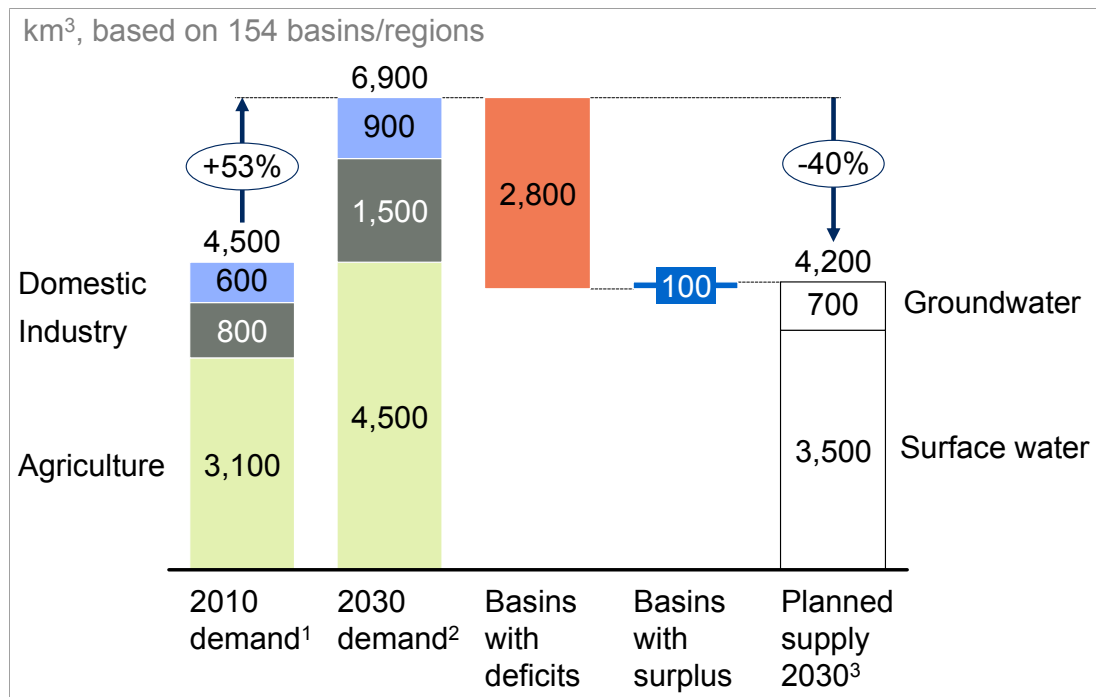 km³, based on 154 basins/regions
6,900
900
+53%
-40%
1,500
2,800
4,500
4,200
Domestic
600
100
700
Groundwater
Industry
800
4,500
Agriculture
3,100
3,500
Surface water
2010
demand¹
2030
demand²
Basins
with
deficits
Basins
with
surplus
Planned
supply
2030³